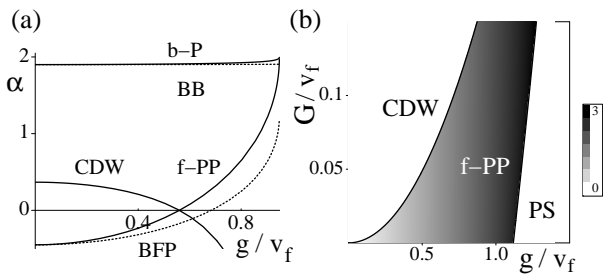 (a)
b-P
2
α
BB
1
CDW
f-PP
0
0.4
0.8
BFP
g/v_f
(b)
G/v_f
0.1
CDW
0.05
f-PP
PS
0.5
1.0
g/v_f
3
0